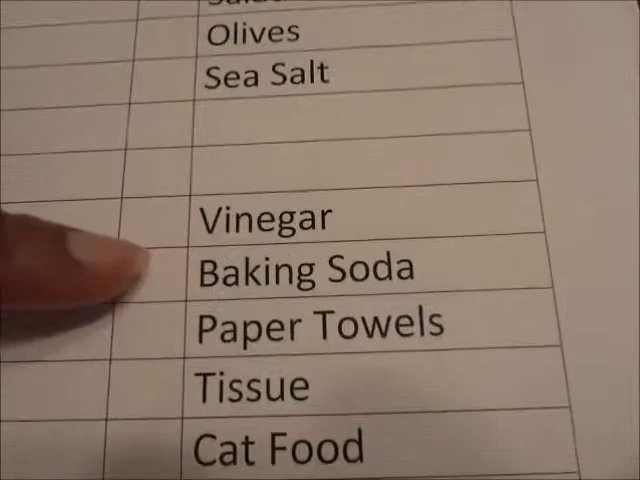 Olives
Sea Salt
Vinegar
Baking Soda
Paper Towels
Tissue
Cat Food